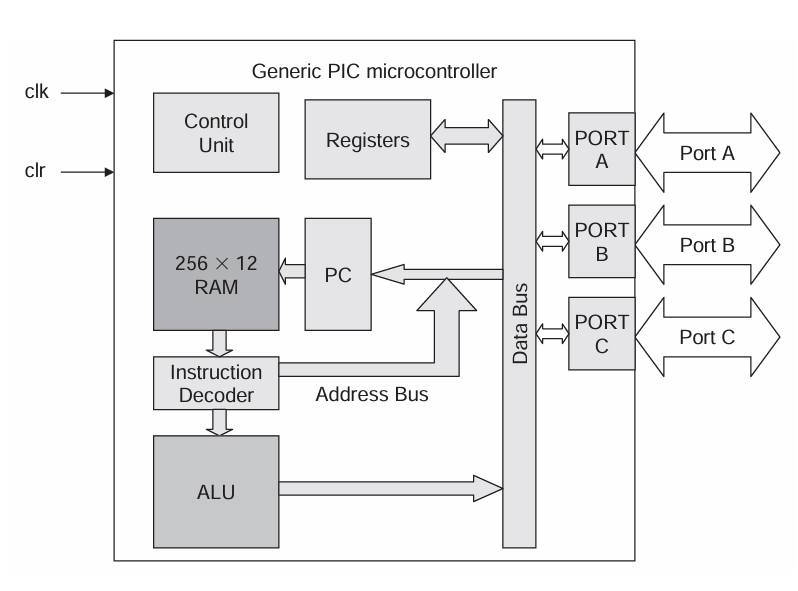 Generic PIC microcontroller
clk
clr
Control
Unit
Registers
PORT
A
Port A
256 × 12
RAM
PC
PORT
B
Port B
Data Bus
PORT
C
Port C
Instruction
Decoder
Address Bus
ALU